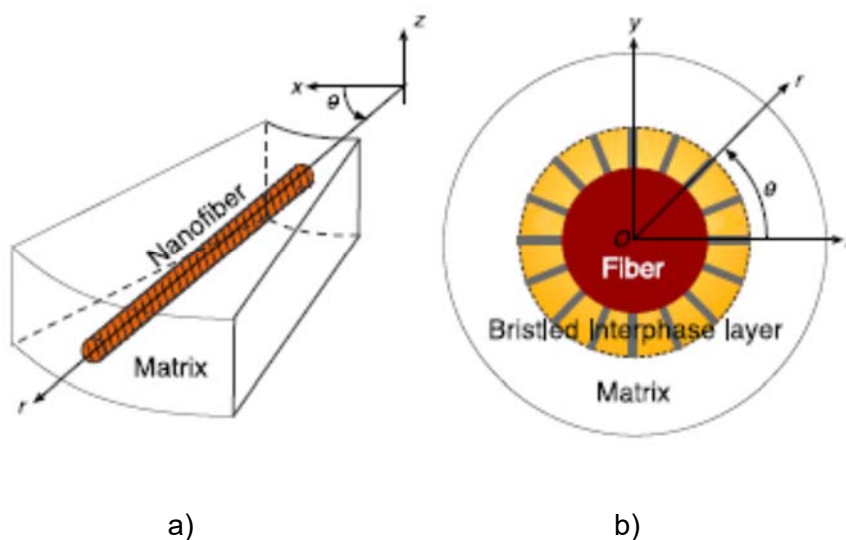 z
x
θ
Nanofiber
Matrix
r
y
r
θ
O
Fiber
Bristled Interphase layer
Matrix
a)
b)